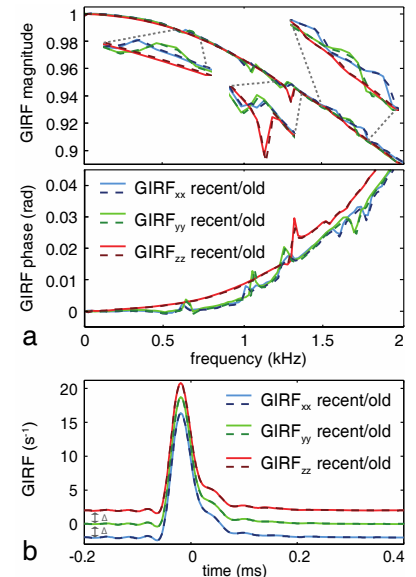 1
0.98
0.96
0.94
0.92
0.9
GIRF magnitude
0.04
0.03
0.02
0.01
0
GIRF phase (rad)
GIRFxx recent/old
GIRFyy recent/old
GIRFzz recent/old
0 0.5 1 1.5 2
frequency (kHz)
a
20
15
10
5
0
GIRF (s⁻¹)
GIRFxx recent/old
GIRFyy recent/old
GIRFzz recent/old
Δ
Δ
-0.2 0 0.2 0.4
time (ms)
b